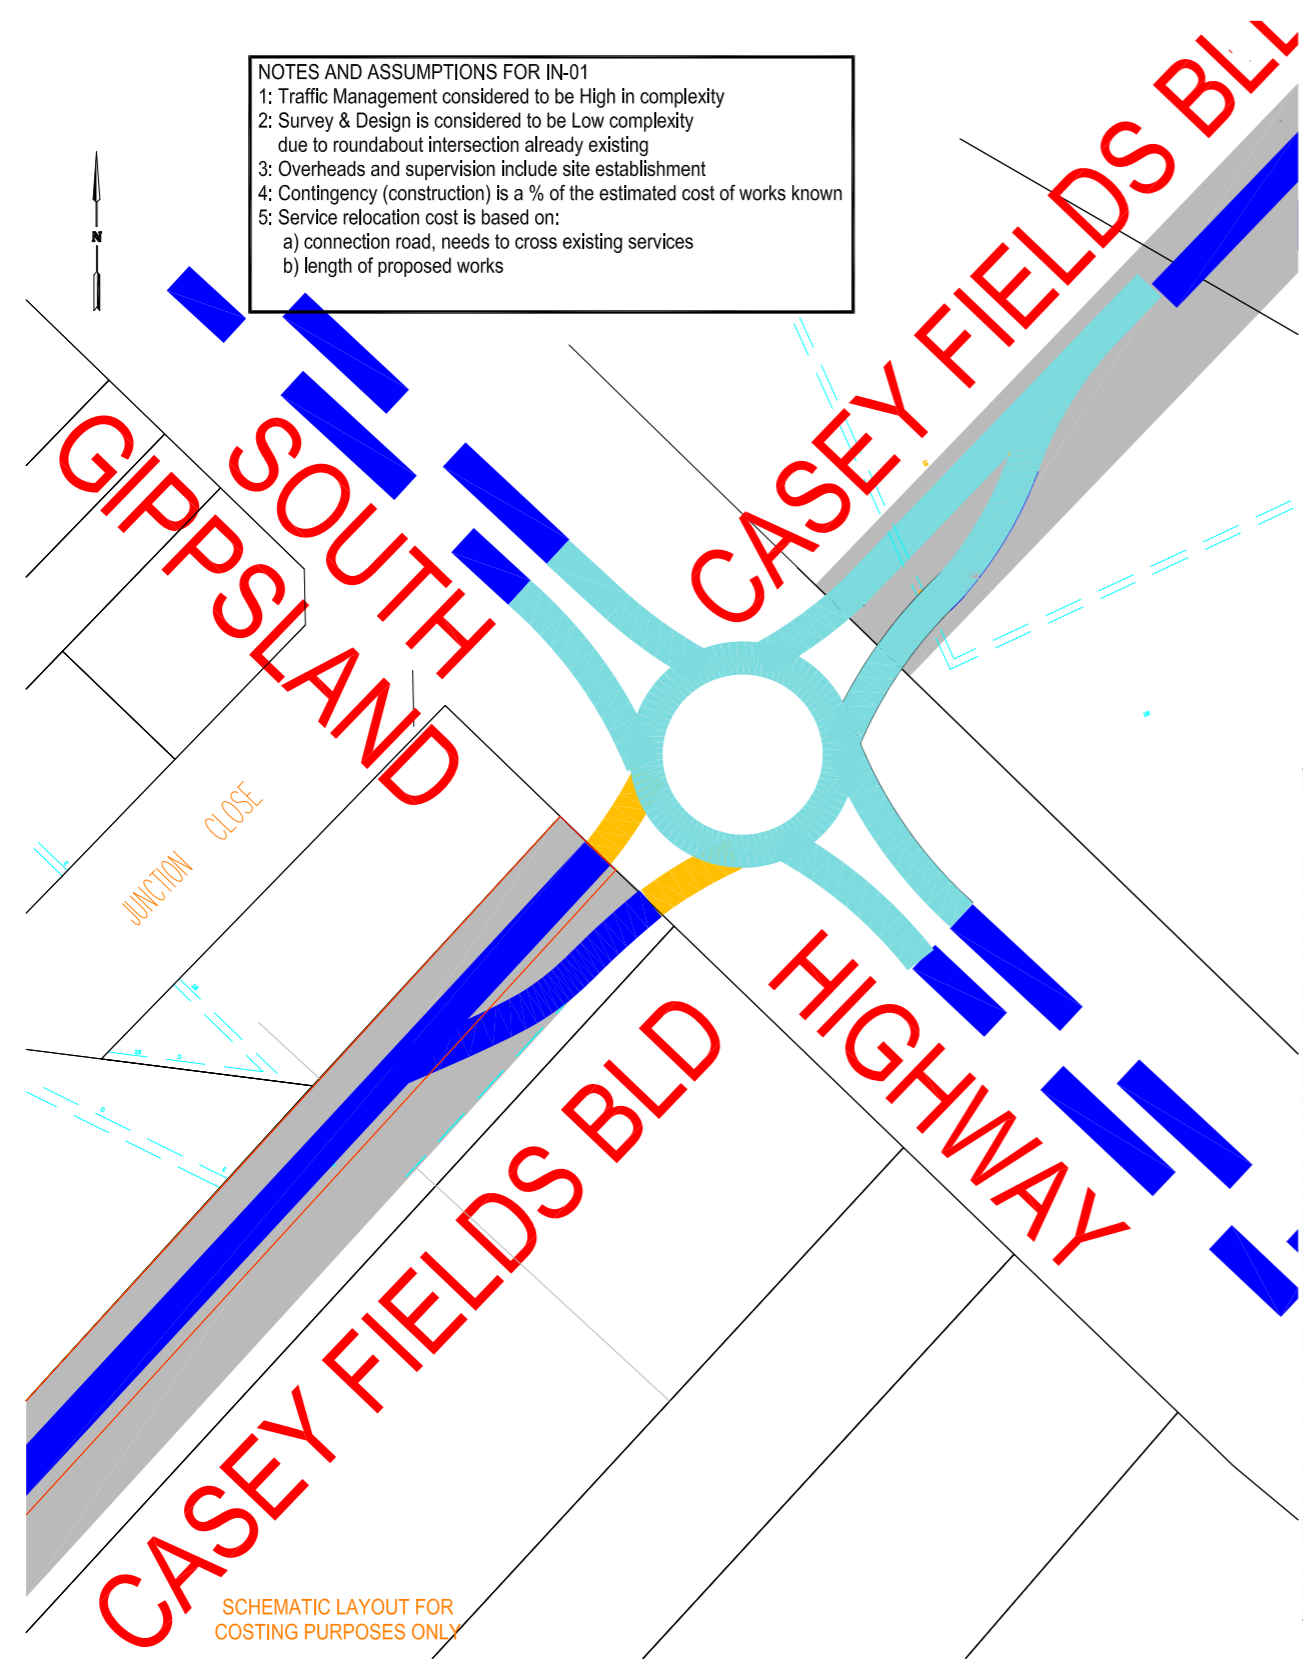 NOTES AND ASSUMPTIONS FOR IN-01
1: Traffic Management considered to be High in complexity
2: Survey & Design is considered to be Low complexity
due to roundabout intersection already existing
3: Overheads and supervision include site establishment
4: Contingency (construction) is a % of the estimated cost of works known
5: Service relocation cost is based on:
a) connection road, needs to cross existing services
b) length of proposed works
N
CASEY FIELDS BLD
SOUTH
GIPPSLAND
HIGHWAY
JUNCTION CLOSE
CASEY FIELDS BLD
SCHEMATIC LAYOUT FOR
COSTING PURPOSES ONLY